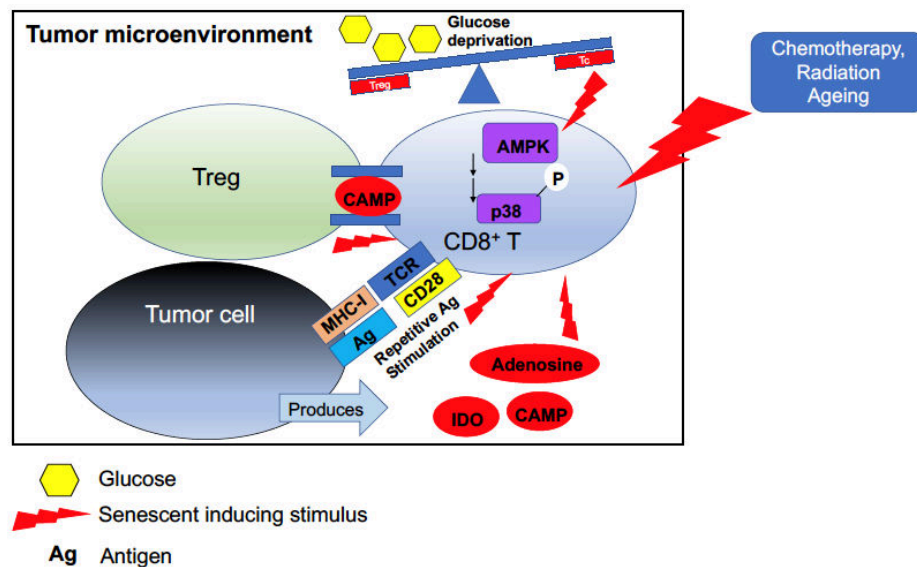 Tumor microenvironment
Glucose
deprivation
Treg
Tc
Chemotherapy,
Radiation
Ageing
AMPK
P
p38
CD8+ T
Treg
CAMP
TCR
CD28
MHC-I
Ag
Repetitive Ag
Stimulation
Tumor cell
Produces
Adenosine
IDO
CAMP
Glucose
Senescent inducing stimulus
Ag Antigen